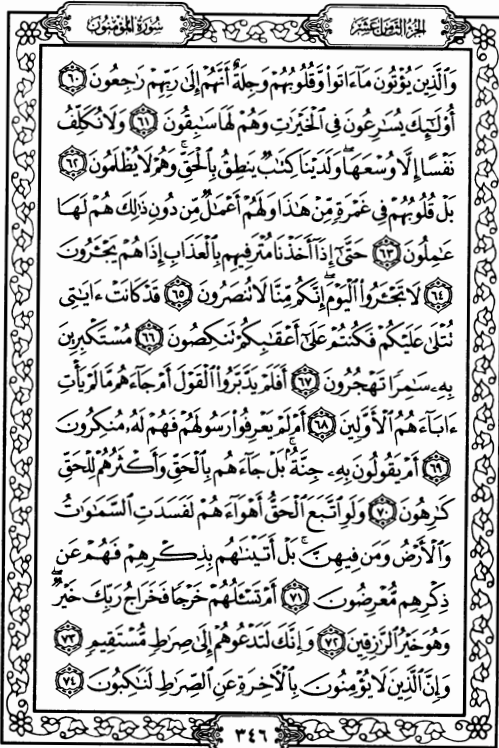 الجزء الثامن عشر
سورة المؤمنون
وَٱلَّذِينَ يُؤْتُونَ مَآ ءَاتَوا۟ وَّقُلُوبُهُمْ وَجِلَةٌ أَنَّهُمْ إِلَىٰ رَبِّهِمْ رَٰجِعُونَ ٦٠
أُو۟لَٰٓئِكَ يُسَٰرِعُونَ فِى ٱلْخَيْرَٰتِ وَهُمْ لَهَا سَٰبِقُونَ ٦١ وَلَا نُكَلِّفُ
نَفْسًا إِلَّا وُسْعَهَا ۖ وَلَدَيْنَا كِتَٰبٌ يَنطِقُ بِٱلْحَقِّ ۚ وَهُمْ لَا يُظْلَمُونَ ٦٢
بَلْ قُلُوبُهُمْ فِى غَمْرَةٍ مِّنْ هَٰذَا وَلَهُمْ أَعْمَٰلٌ مِّن دُونِ ذَٰلِكَ هُمْ لَهَا
عَٰمِلُونَ ٦٣ حَتَّىٰٓ إِذَآ أَخَذْنَا مُتْرَفِيهِم بِٱلْعَذَابِ إِذَا هُمْ يَجْـَٔرُونَ
٦٤ لَا تَجْـَٔرُوا۟ ٱلْيَوْمَ ۖ إِنَّكُم مِّنَّا لَا تُنصَرُونَ ٦٥ قَدْ كَانَتْ ءَايَٰتِى
تُتْلَىٰ عَلَيْكُمْ فَكُنتُمْ عَلَىٰٓ أَعْقَٰبِكُمْ تَنكِصُونَ ٦٦ مُسْتَكْبِرِينَ
بِهِۦ سَٰمِرًا تَهْجُرُونَ ٦٧ أَفَلَمْ يَدَّبَّرُوا۟ ٱلْقَوْلَ أَمْ جَآءَهُم مَّا لَمْ يَأْتِ
ءَابَآءَهُمُ ٱلْأَوَّلِينَ ٦٨ أَمْ لَمْ يَعْرِفُوا۟ رَسُولَهُمْ فَهُمْ لَهُۥ مُنكِرُونَ
٦٩ أَمْ يَقُولُونَ بِهِۦ جِنَّةٌۢ ۚ بَلْ جَآءَهُم بِٱلْحَقِّ وَأَكْثَرُهُمْ لِلْحَقِّ
كَٰرِهُونَ ٧٠ وَلَوِ ٱتَّبَعَ ٱلْحَقُّ أَهْوَآءَهُمْ لَفَسَدَتِ ٱلسَّمَٰوَٰتُ
وَٱلْأَرْضُ وَمَن فِيهِنَّ ۚ بَلْ أَتَيْنَٰهُم بِذِكْرِهِمْ فَهُمْ عَن
ذِكْرِهِم مُّعْرِضُونَ ٧١ أَمْ تَسْـَٔلُهُمْ خَرْجًا فَخَرَاجُ رَبِّكَ خَيْرٌ ۖ
وَهُوَ خَيْرُ ٱلرَّٰزِقِينَ ٧٢ وَإِنَّكَ لَتَدْعُوهُمْ إِلَىٰ صِرَٰطٍ مُّسْتَقِيمٍ ٧٣
وَإِنَّ ٱلَّذِينَ لَا يُؤْمِنُونَ بِٱلْءَاخِرَةِ عَنِ ٱلصِّرَٰطِ لَنَٰكِبُونَ ٧٤
٣٤٦